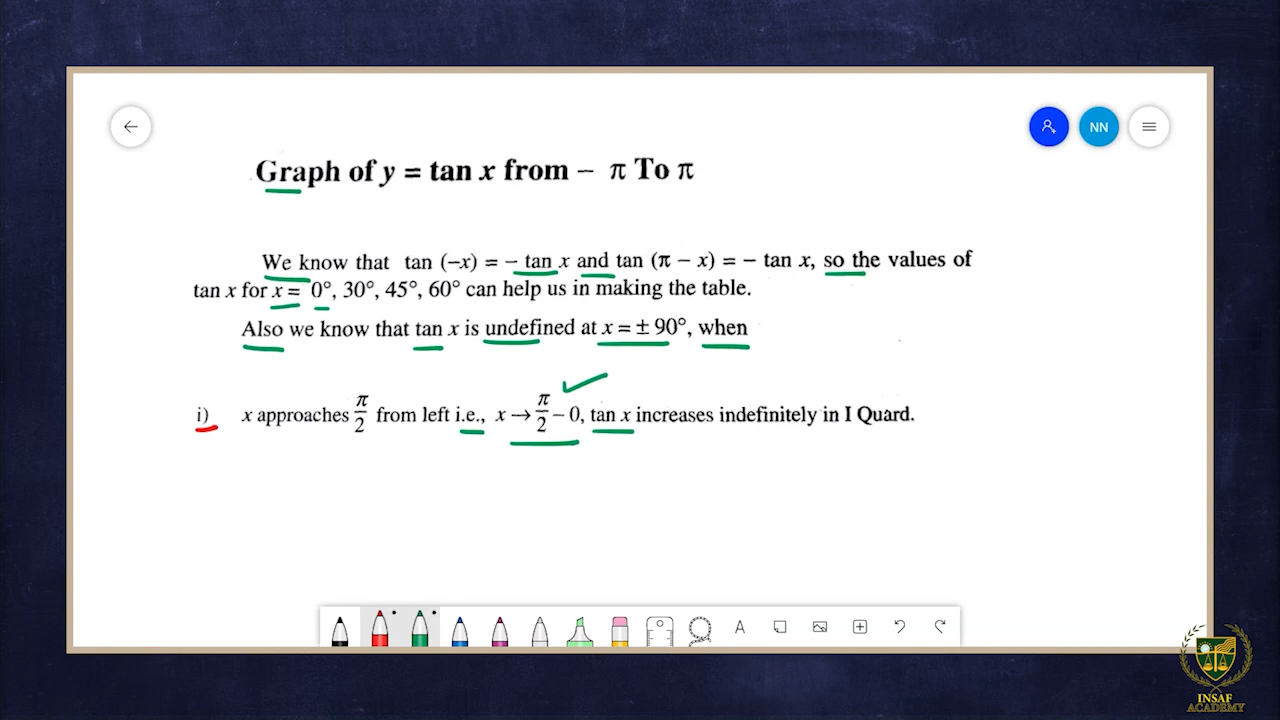 NN
Graph of y = tan x from – π To π
We know that tan (–x) = – tan x and tan (π – x) = – tan x, so the values of
tan x for x = 0°, 30°, 45°, 60° can help us in making the table.
Also we know that tan x is undefined at x = ± 90°, when
i) x approaches π/2 from left i.e., x → π/2 – 0, tan x increases indefinitely in I Quard.
A
INSAF
ACADEMY